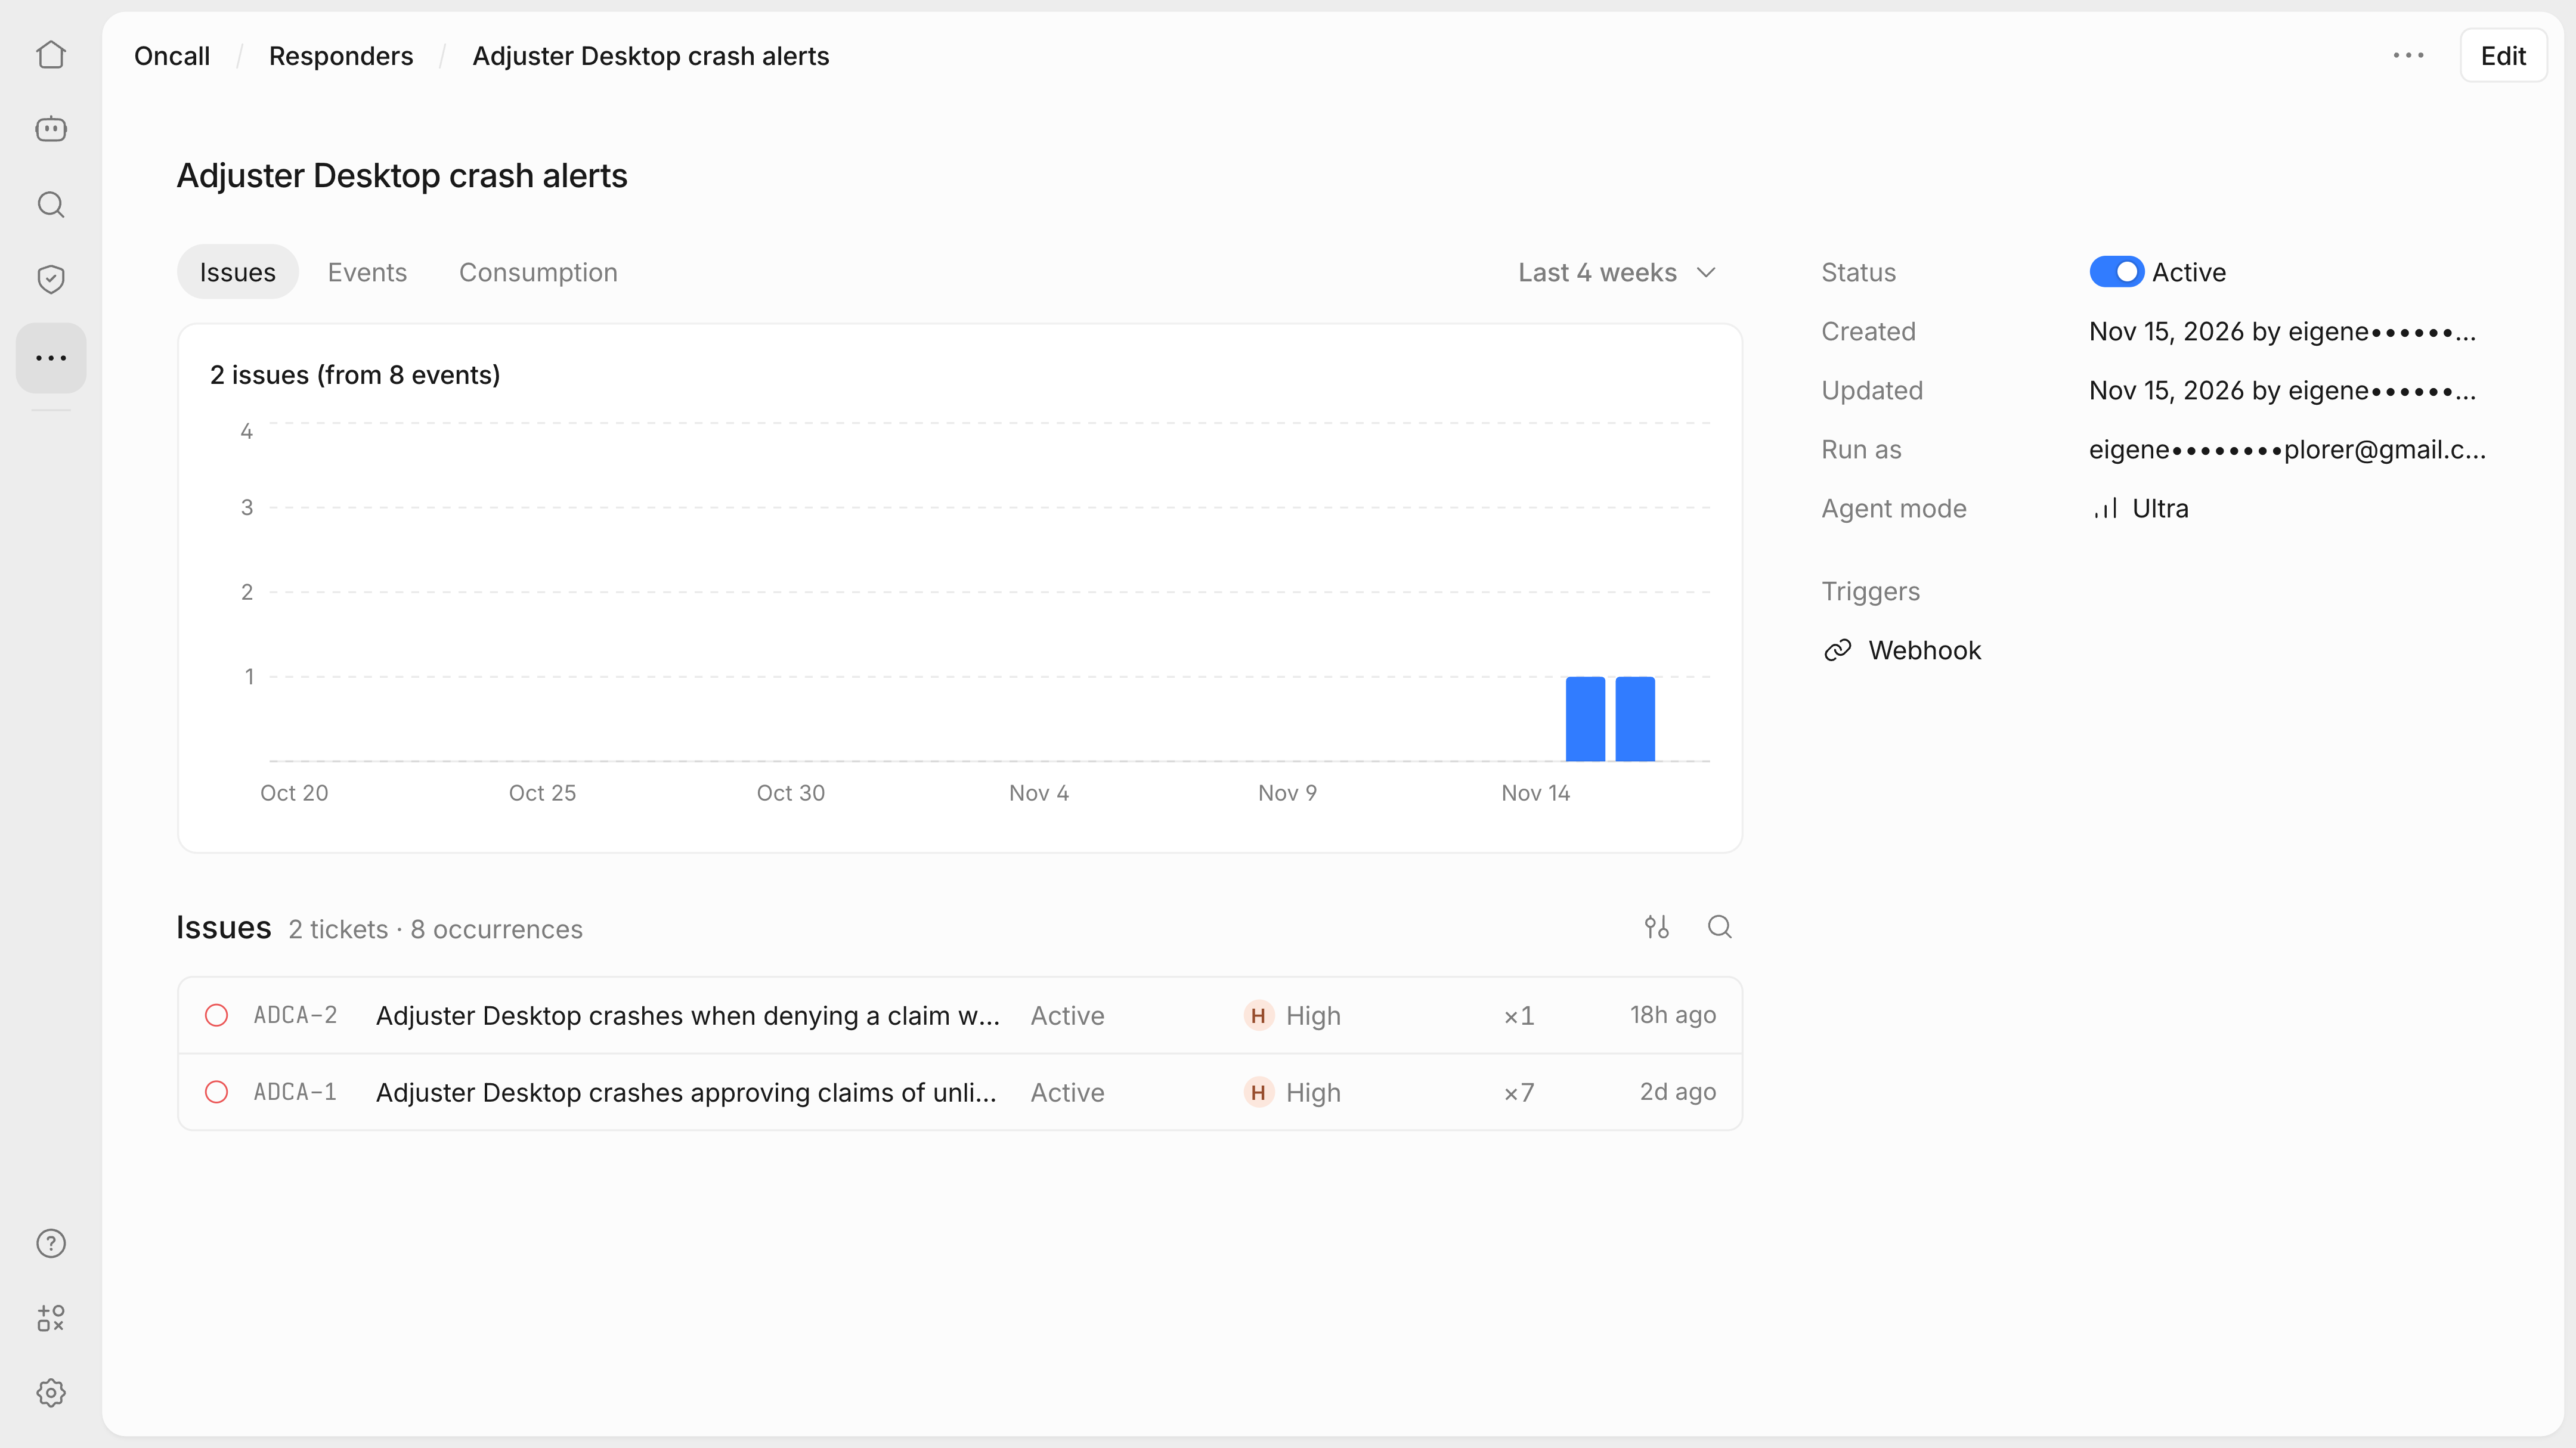 Oncall / Responders / Adjuster Desktop crash alerts
Edit
Adjuster Desktop crash alerts
Issues Events Consumption Last 4 weeks
2 issues (from 8 events)
4
3
2
1
Oct 20 Oct 25 Oct 30 Nov 4 Nov 9 Nov 14
Issues 2 tickets · 8 occurrences
ADCA-2 Adjuster Desktop crashes when denying a claim w... Active H High ×1 18h ago
ADCA-1 Adjuster Desktop crashes approving claims of unli... Active H High ×7 2d ago
Status Active
Created Nov 15, 2026 by eigene••••••...
Updated Nov 15, 2026 by eigene••••••...
Run as eigene••••••••plorer@gmail.c...
Agent mode Ultra
Triggers
Webhook